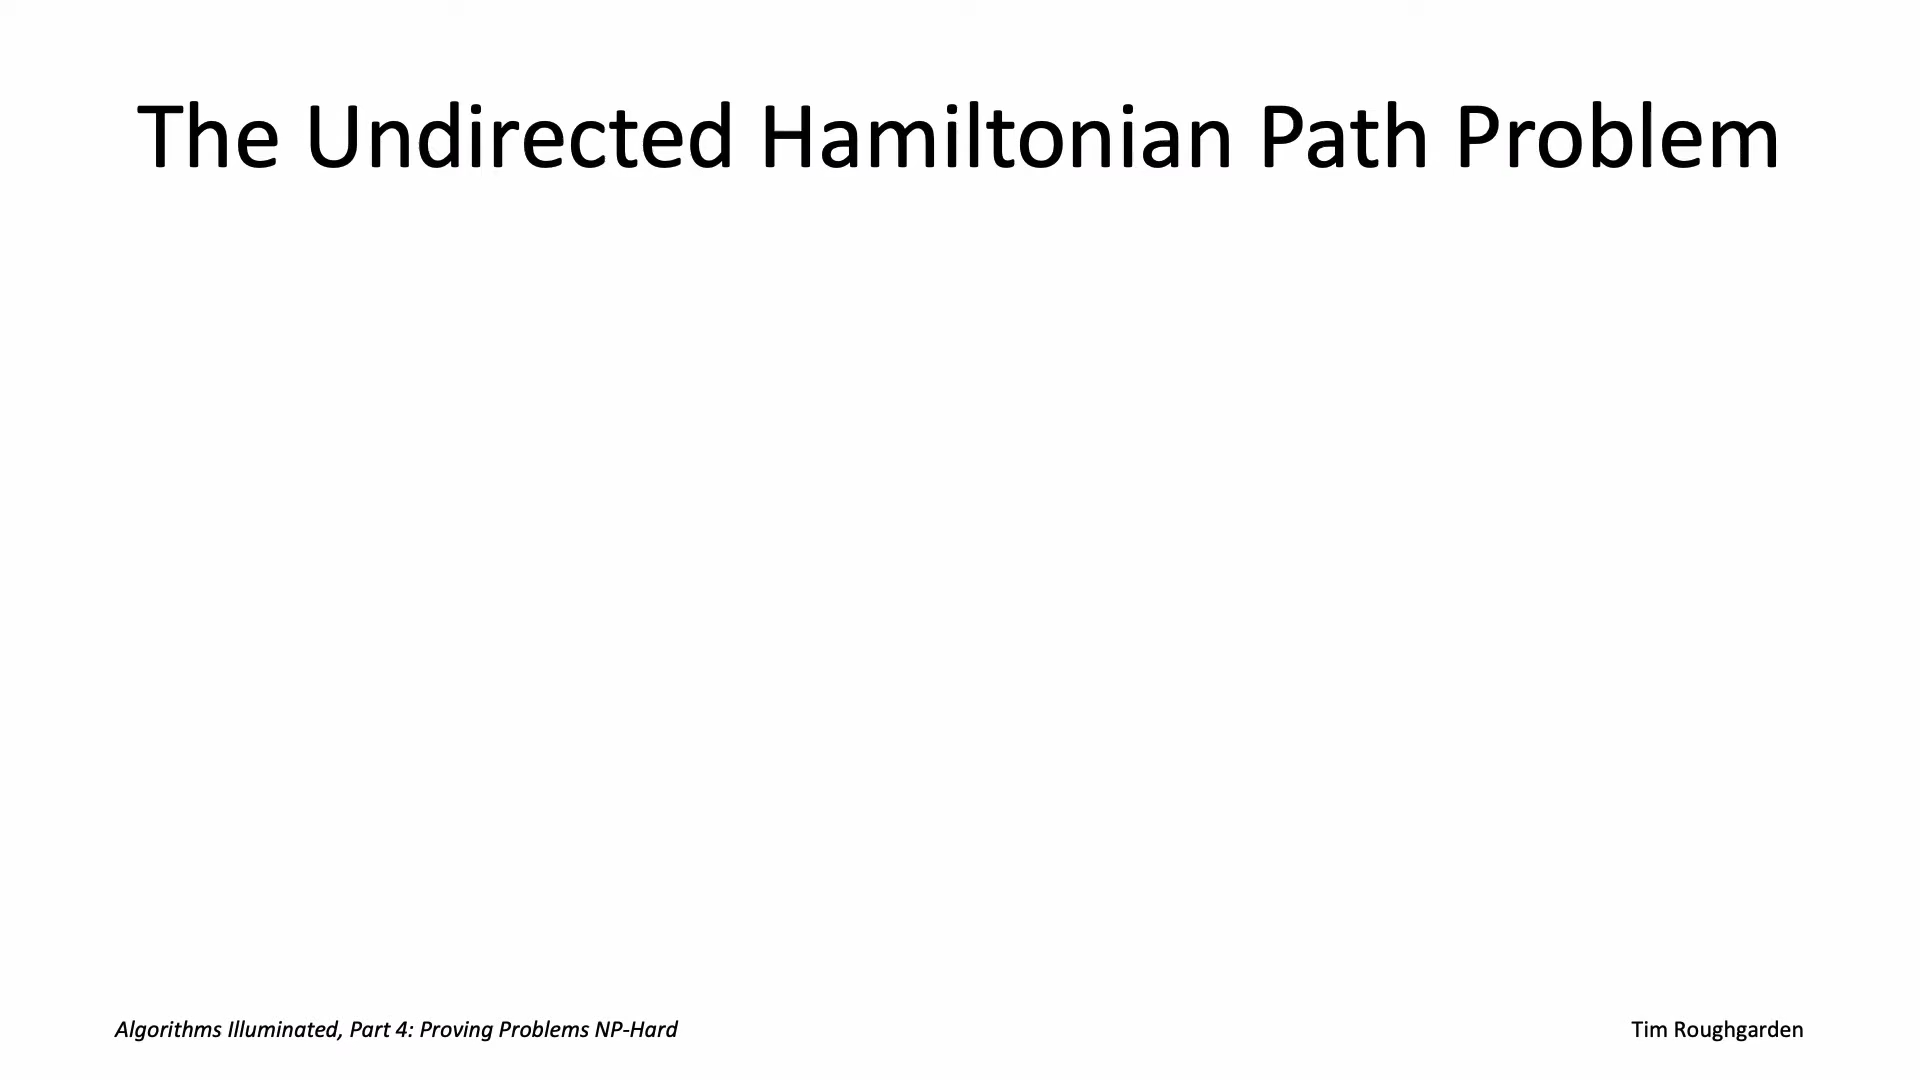 The Undirected Hamiltonian Path Problem
Algorithms Illuminated, Part 4: Proving Problems NP-Hard
Tim Roughgarden